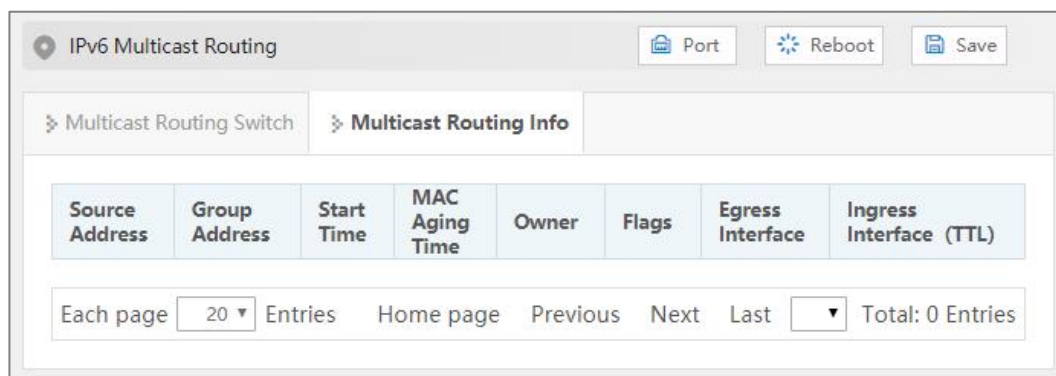 IPv6 Multicast Routing Port Reboot Save
Multicast Routing Switch Multicast Routing Info
Source Address Group Address Start Time MAC Aging Time Owner Flags Egress Interface Ingress Interface (TTL)
Each page 20 Entries Home page Previous Next Last Total: 0 Entries